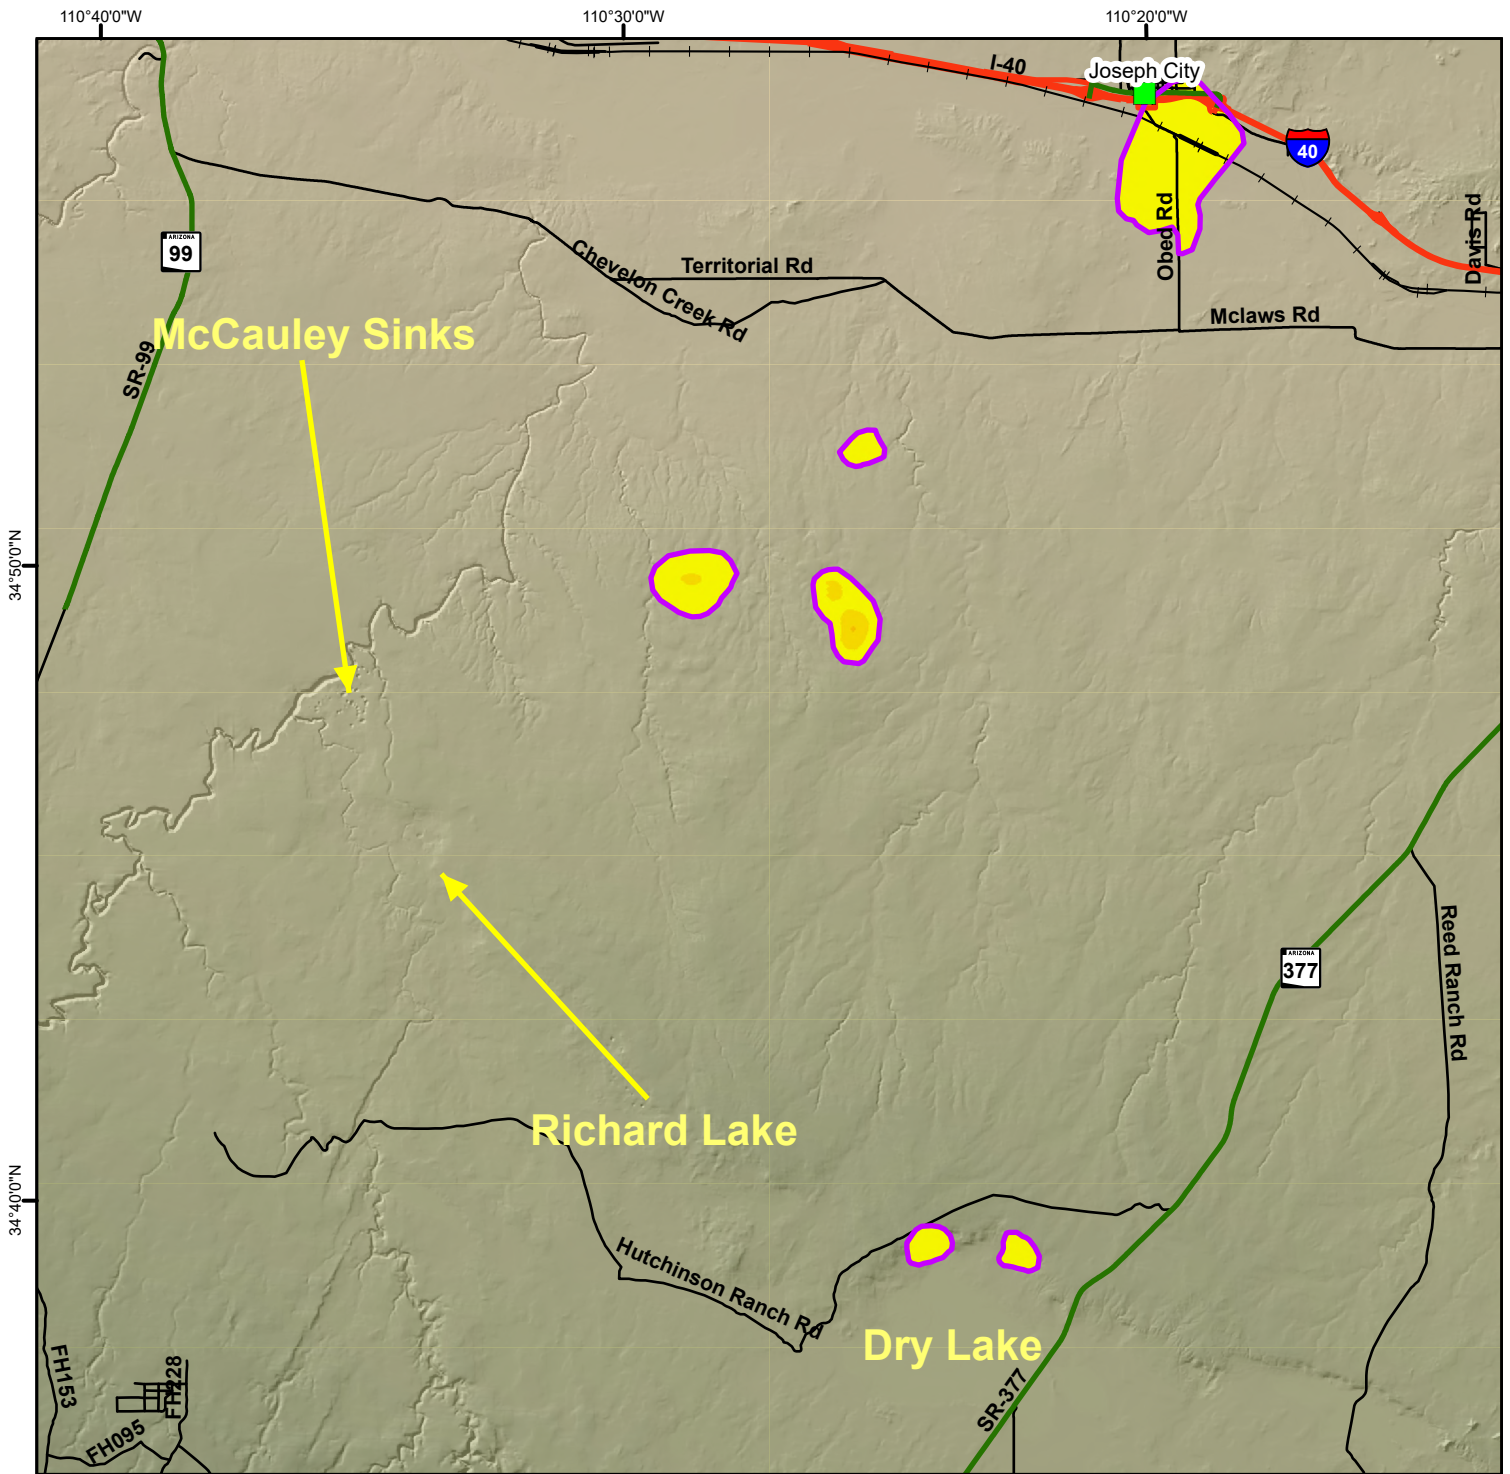 110°40'0"W
110°30'0"W
110°20'0"W
I-40
Joseph City
40
ARIZONA
99
Chevelon Creek Rd
Territorial Rd
Obed Rd
Davis Rd
Mclaws Rd
McCauley Sinks
SR-99
34°50'0"N
ARIZONA
377
Reed Ranch Rd
Richard Lake
34°40'0"N
Hutchinson Ranch Rd
Dry Lake
SR-377
FH153
FH228
FH095